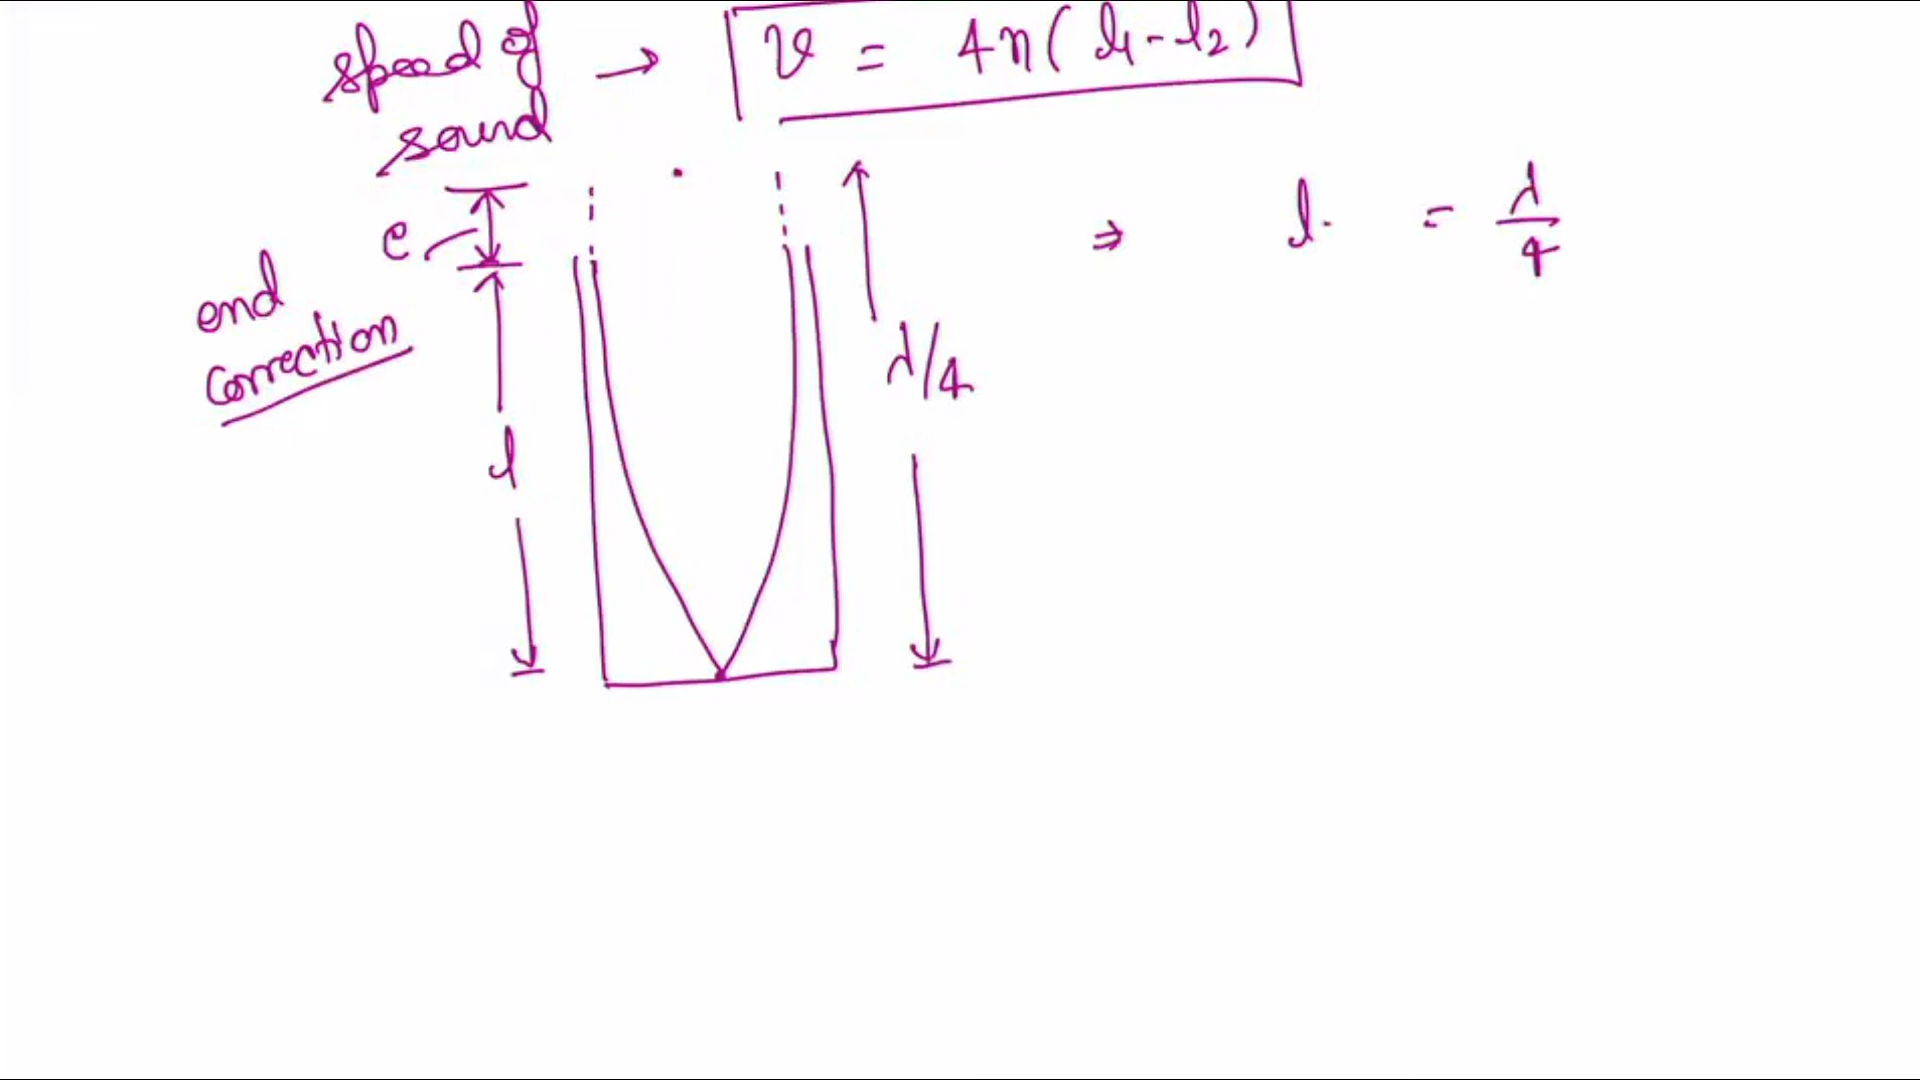 speed of sound → v = 4n(l1 - l2)
e
end correction
l
λ/4
⇒ l. = λ/4